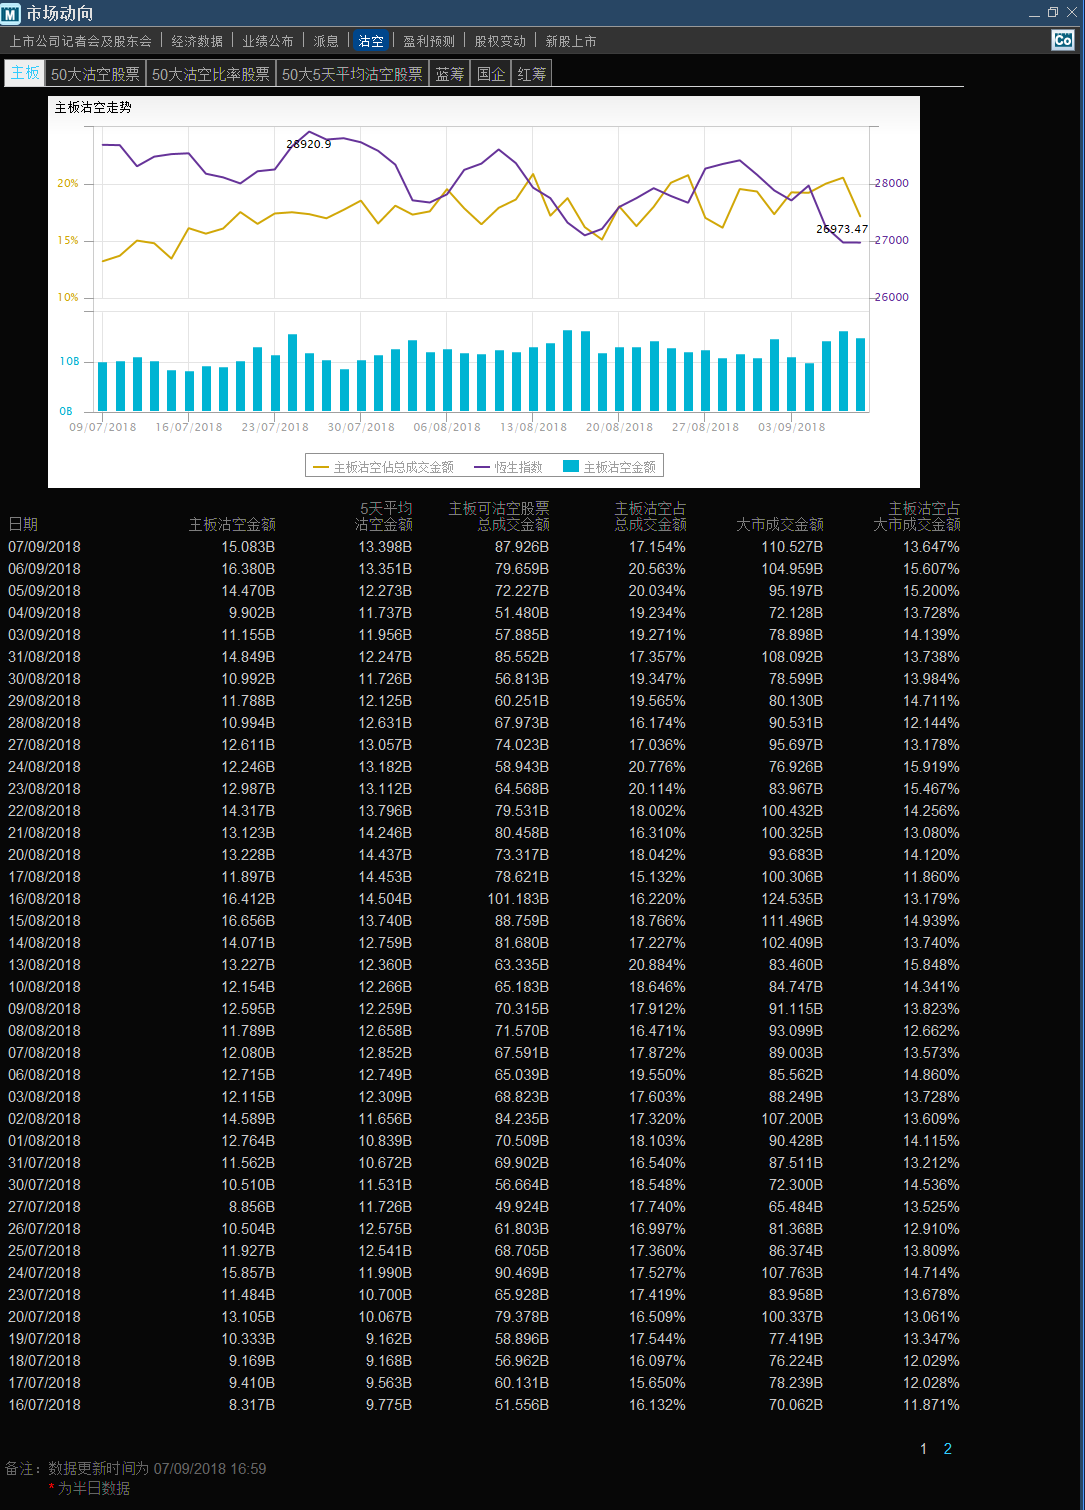 M 市场动向
上市公司记者会及股东会 | 经济数据 | 业绩公布 | 派息 | 沽空 | 盈利预测 | 股权变动 | 新股上市
Co
主板 50大沽空股票 50大沽空比率股票 50大5天平均沽空股票 蓝筹 国企 红筹
主板沽空走势
28920.9
20% 28000
26973.47
15% 27000
10% 26000
10B
0B
09/07/2018 16/07/2018 23/07/2018 30/07/2018 06/08/2018 13/08/2018 20/08/2018 27/08/2018 03/09/2018
主板沽空佔总成交金额 恆生指数 主板沽空金额
5天平均 主板可沽空股票 主板沽空占 主板沽空占
日期 主板沽空金额 沽空金额 总成交金额 总成交金额 大市成交金额 大市成交金额
07/09/2018 15.083B 13.398B 87.926B 17.154% 110.527B 13.647%
06/09/2018 16.380B 13.351B 79.659B 20.563% 104.959B 15.607%
05/09/2018 14.470B 12.273B 72.227B 20.034% 95.197B 15.200%
04/09/2018 9.902B 11.737B 51.480B 19.234% 72.128B 13.728%
03/09/2018 11.155B 11.956B 57.885B 19.271% 78.898B 14.139%
31/08/2018 14.849B 12.247B 85.552B 17.357% 108.092B 13.738%
30/08/2018 10.992B 11.726B 56.813B 19.347% 78.599B 13.984%
29/08/2018 11.788B 12.125B 60.251B 19.565% 80.130B 14.711%
28/08/2018 10.994B 12.631B 67.973B 16.174% 90.531B 12.144%
27/08/2018 12.611B 13.057B 74.023B 17.036% 95.697B 13.178%
24/08/2018 12.246B 13.182B 58.943B 20.776% 76.926B 15.919%
23/08/2018 12.987B 13.112B 64.568B 20.114% 83.967B 15.467%
22/08/2018 14.317B 13.796B 79.531B 18.002% 100.432B 14.256%
21/08/2018 13.123B 14.246B 80.458B 16.310% 100.325B 13.080%
20/08/2018 13.228B 14.437B 73.317B 18.042% 93.683B 14.120%
17/08/2018 11.897B 14.453B 78.621B 15.132% 100.306B 11.860%
16/08/2018 16.412B 14.504B 101.183B 16.220% 124.535B 13.179%
15/08/2018 16.656B 13.740B 88.759B 18.766% 111.496B 14.939%
14/08/2018 14.071B 12.759B 81.680B 17.227% 102.409B 13.740%
13/08/2018 13.227B 12.360B 63.335B 20.884% 83.460B 15.848%
10/08/2018 12.154B 12.266B 65.183B 18.646% 84.747B 14.341%
09/08/2018 12.595B 12.259B 70.315B 17.912% 91.115B 13.823%
08/08/2018 11.789B 12.658B 71.570B 16.471% 93.099B 12.662%
07/08/2018 12.080B 12.852B 67.591B 17.872% 89.003B 13.573%
06/08/2018 12.715B 12.749B 65.039B 19.550% 85.562B 14.860%
03/08/2018 12.115B 12.309B 68.823B 17.603% 88.249B 13.728%
02/08/2018 14.589B 11.656B 84.235B 17.320% 107.200B 13.609%
01/08/2018 12.764B 10.839B 70.509B 18.103% 90.428B 14.115%
31/07/2018 11.562B 10.672B 69.902B 16.540% 87.511B 13.212%
30/07/2018 10.510B 11.531B 56.664B 18.548% 72.300B 14.536%
27/07/2018 8.856B 11.726B 49.924B 17.740% 65.484B 13.525%
26/07/2018 10.504B 12.575B 61.803B 16.997% 81.368B 12.910%
25/07/2018 11.927B 12.541B 68.705B 17.360% 86.374B 13.809%
24/07/2018 15.857B 11.990B 90.469B 17.527% 107.763B 14.714%
23/07/2018 11.484B 10.700B 65.928B 17.419% 83.958B 13.678%
20/07/2018 13.105B 10.067B 79.378B 16.509% 100.337B 13.061%
19/07/2018 10.333B 9.162B 58.896B 17.544% 77.419B 13.347%
18/07/2018 9.169B 9.168B 56.962B 16.097% 76.224B 12.029%
17/07/2018 9.410B 9.563B 60.131B 15.650% 78.239B 12.028%
16/07/2018 8.317B 9.775B 51.556B 16.132% 70.062B 11.871%
1 2
备注：数据更新时间为 07/09/2018 16:59
* 为半日数据